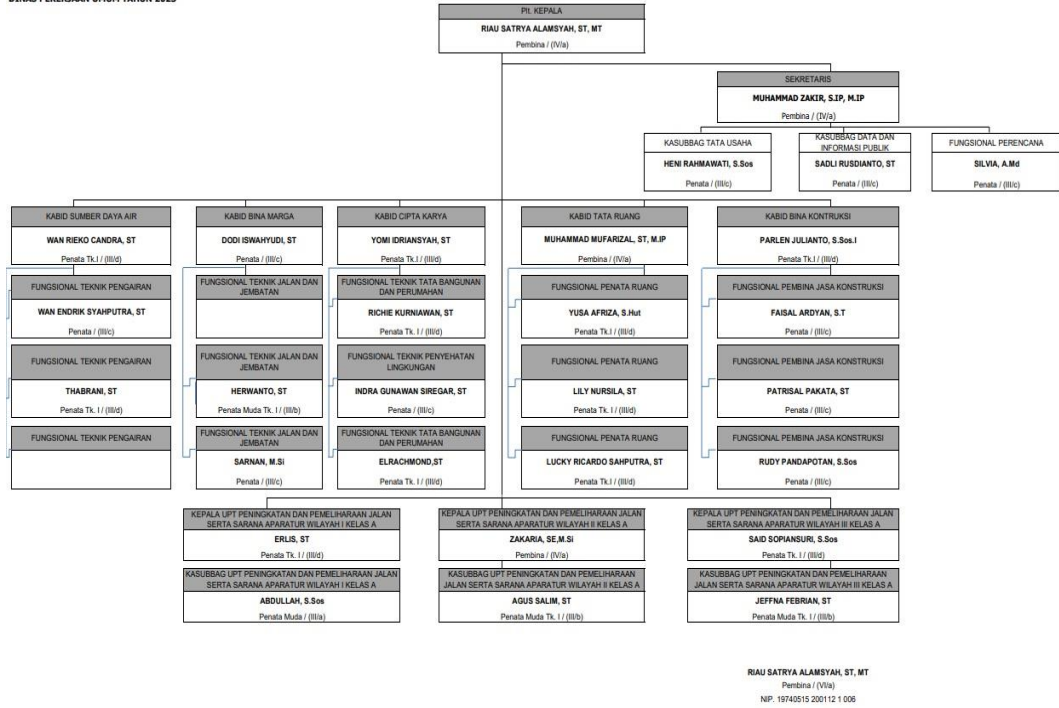 DINAS PEKERJAAN UMUM TAHUN 2023
Plt. KEPALA
RIAU SATRYA ALAMSYAH, ST, MT
Pembina / (IV/a)
SEKRETARIS
MUHAMMAD ZAKIR, S.IP, M.IP
Pembina / (IV/a)
KASUBBAG TATA USAHA
HENI RAHMAWATI, S.Sos
Penata / (III/c)
KASUBBAG DATA DAN
INFORMASI PUBLIK
SADLI RUSDIANTO, ST
Penata / (III/c)
FUNGSIONAL PERENCANA
SILVIA, A.Md
Penata / (III/c)
KABID SUMBER DAYA AIR
WAN RIEKO CANDRA, ST
Penata Tk.I / (III/d)
FUNGSIONAL TEKNIK PENGAIRAN
WAN ENDRIK SYAHPUTRA, ST
Penata / (III/c)
FUNGSIONAL TEKNIK PENGAIRAN
THABRANI, ST
Penata Tk. I / (III/d)
FUNGSIONAL TEKNIK PENGAIRAN
KABID BINA MARGA
DODI ISWAHYUDI, ST
Penata / (III/c)
FUNGSIONAL TEKNIK JALAN DAN
JEMBATAN
FUNGSIONAL TEKNIK JALAN DAN
JEMBATAN
HERWANTO, ST
Penata Muda Tk. I / (III/b)
FUNGSIONAL TEKNIK JALAN DAN
JEMBATAN
SARNAN, M.Si
Penata / (III/c)
KABID CIPTA KARYA
YOMI IDRIANSYAH, ST
Penata Tk.I / (III/d)
FUNGSIONAL TEKNIK TATA BANGUNAN
DAN PERUMAHAN
RICHIE KURNIAWAN, ST
Penata Tk. I / (III/d)
FUNGSIONAL TEKNIK PENYEHATAN
LINGKUNGAN
INDRA GUNAWAN SIREGAR, ST
Penata / (III/c)
FUNGSIONAL TEKNIK TATA BANGUNAN
DAN PERUMAHAN
ELRACHMOND,ST
Penata Tk. I / (III/d)
KABID TATA RUANG
MUHAMMAD MUFARIZAL, ST, M.IP
Pembina / (IV/a)
FUNGSIONAL PENATA RUANG
YUSA AFRIZA, S.Hut
Penata Tk. I / (III/d)
FUNGSIONAL PENATA RUANG
LILY NURSILA, ST
Penata Tk. I / (III/d)
FUNGSIONAL PENATA RUANG
LUCKY RICARDO SAHPUTRA, ST
Penata Tk.I / (III/d)
KABID BINA KONTRUKSI
PARLEN JULIANTO, S.Sos.I
Penata Tk.I / (III/d)
FUNGSIONAL PEMBINA JASA KONSTRUKSI
FAISAL ARDYAN, S.T
Penata / (III/c)
FUNGSIONAL PEMBINA JASA KONSTRUKSI
PATRISAL PAKATA, ST
Penata / (III/c)
FUNGSIONAL PEMBINA JASA KONSTRUKSI
RUDY PANDAPOTAN, S.Sos
Penata / (III/c)
KEPALA UPT PENINGKATAN DAN PEMELIHARAAN JALAN
SERTA SARANA APARATUR WILAYAH I KELAS A
ERLIS, ST
Penata Tk. I / (III/d)
KASUBBAG UPT PENINGKATAN DAN PEMELIHARAAN JALAN
SERTA SARANA APARATUR WILAYAH I KELAS A
ABDULLAH, S.Sos
Penata Muda / (III/a)
KEPALA UPT PENINGKATAN DAN PEMELIHARAAN JALAN
SERTA SARANA APARATUR WILAYAH II KELAS A
ZAKARIA, SE,M.Si
Pembina / (IV/a)
KASUBBAG UPT PENINGKATAN DAN PEMELIHARAAN
JALAN SERTA SARANA APARATUR WILAYAH II KELAS A
AGUS SALIM, ST
Penata Muda Tk. I / (III/b)
KEPALA UPT PENINGKATAN DAN PEMELIHARAAN JALAN
SERTA SARANA APARATUR WILAYAH III KELAS A
SAID SOPIANSURI, S.Sos
Penata Tk. I / (III/d)
KASUBBAG UPT PENINGKATAN DAN PEMELIHARAAN
JALAN SERTA SARANA APARATUR WILAYAH III KELAS A
JEFFNA FEBRIAN, ST
Penata Muda Tk. I / (III/b)
RIAU SATRYA ALAMSYAH, ST, MT
Pembina / (VI/a)
NIP. 19740515 200112 1 006